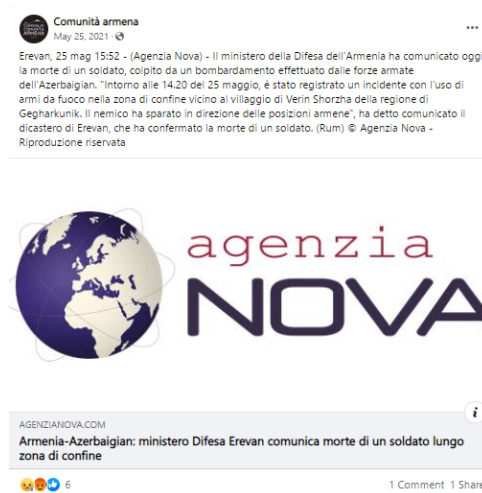 Comunità armena
May 25, 2021 ·
Erevan, 25 mag 15:52 - (Agenzia Nova) - Il ministero della Difesa dell'Armenia ha comunicato oggi
la morte di un soldato, colpito da un bombardamento effettuato dalle forze armate
dell'Azerbaigian. "Intorno alle 14.20 del 25 maggio, è stato registrato un incidente con l'uso di
armi da fuoco nella zona di confine vicino al villaggio di Verin Shorzha della regione di
Gegharkunik. Il nemico ha sparato in direzione delle posizioni armene", ha detto comunicato il
dicastero di Erevan, che ha confermato la morte di un soldato. (Rum) © Agenzia Nova -
Riproduzione riservata
agenzia
NOVA
AGENZIANOVA.COM
Armenia-Azerbaigian: ministero Difesa Erevan comunica morte di un soldato lungo
zona di confine
6
1 Comment 1 Share